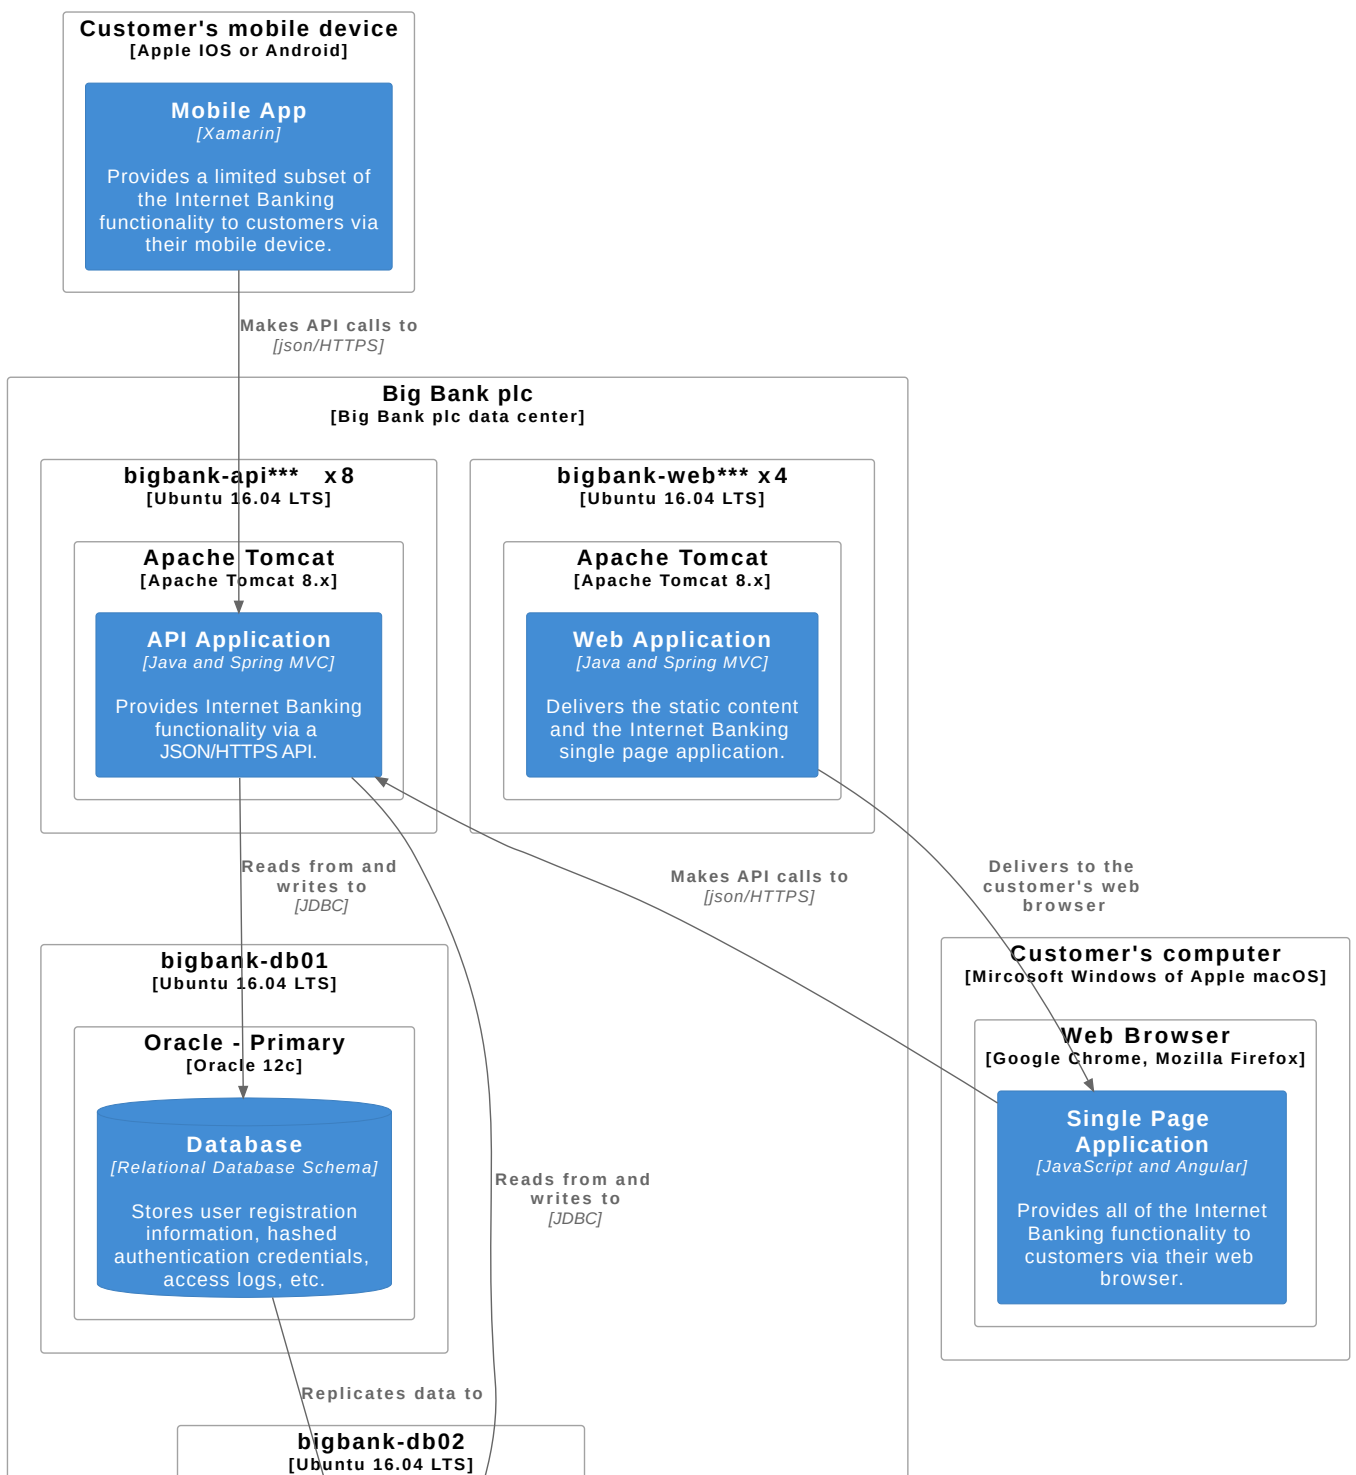 Customer's mobile device
[Apple IOS or Android]
Mobile App
[Xamarin]
Provides a limited subset of
the Internet Banking
functionality to customers via
their mobile device.
Makes API calls to
[json/HTTPS]
Big Bank plc
[Big Bank plc data center]
bigbank-api*** x8
[Ubuntu 16.04 LTS]
Apache Tomcat
[Apache Tomcat 8.x]
API Application
[Java and Spring MVC]
Provides Internet Banking
functionality via a
JSON/HTTPS API.
bigbank-web*** x4
[Ubuntu 16.04 LTS]
Apache Tomcat
[Apache Tomcat 8.x]
Web Application
[Java and Spring MVC]
Delivers the static content
and the Internet Banking
single page application.
Reads from and
writes to
[JDBC]
Makes API calls to
[json/HTTPS]
Delivers to the
customer's web
browser
bigbank-db01
[Ubuntu 16.04 LTS]
Oracle - Primary
[Oracle 12c]
Database
[Relational Database Schema]
Stores user registration
information, hashed
authentication credentials,
access logs, etc.
Reads from and
writes to
[JDBC]
Customer's computer
[Mircosoft Windows of Apple macOS]
Web Browser
[Google Chrome, Mozilla Firefox]
Single Page
Application
[JavaScript and Angular]
Provides all of the Internet
Banking functionality to
customers via their web
browser.
Replicates data to
bigbank-db02
[Ubuntu 16.04 LTS]